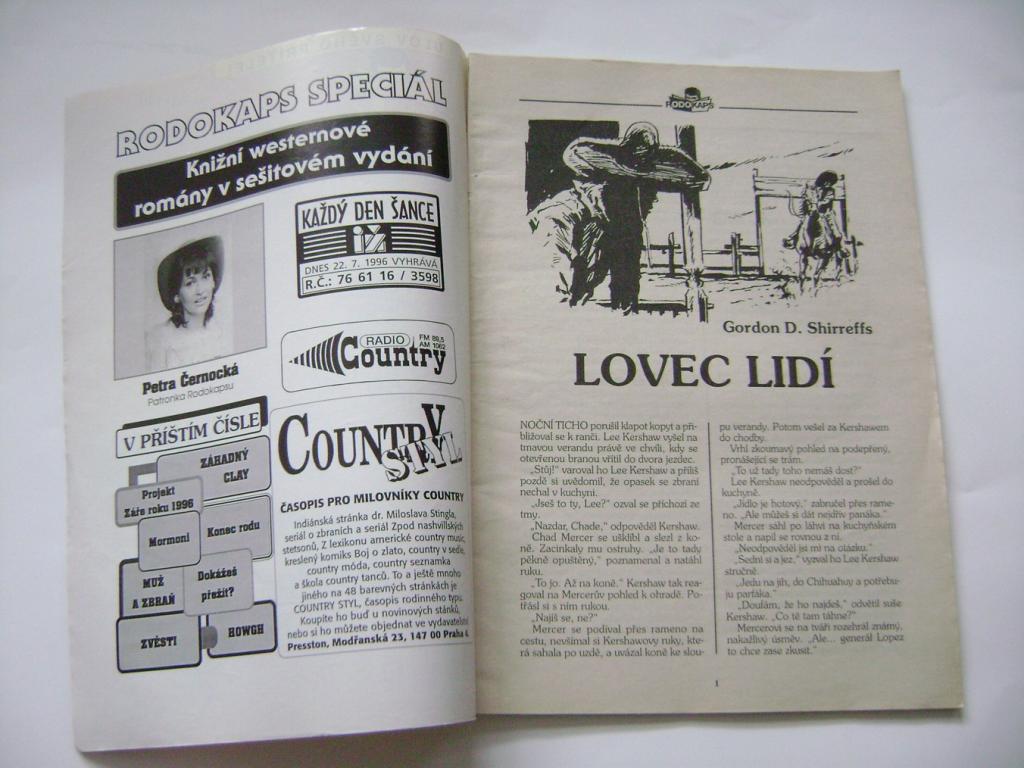 RODOKAPS SPECIÁL
Knižní westernové
romány v sešitovém vydání
KAŽDÝ DEN ŠANCE
iž
DNES 22. 7. 1996 VYHRÁVÁ
R.Č.: 76 61 16 / 3598
RADIO
FM 89,5
AM 1062
Country
Petra Černocká
Patronka Rodokapsu
V PŘÍŠTÍM ČÍSLE
ZÁHADNÝ
CLAY
Projekt
Záře roku 1996
Mormoni
Konec rodu
MUŽ
A ZBRAŇ
Dokážeš
přežít?
ZVĚSTI
HOWGH
COUNTRY
STYL
ČASOPIS PRO MILOVNÍKY COUNTRY
Indiánská stránka dr. Miloslava Stingla,
seriál o zbraních a seriál Zpod nashvillských
stetsonů, Z lexikonu americké country music,
kreslený komiks Boj o zlato, country v sedle,
country móda, country seznamka
a škola country tanců. To a ještě mnoho
jiného na 48 barevných stránkách je
COUNTRY STYL, časopis rodinného typu.
Koupíte ho buď u novinových stánků,
nebo si ho můžete objednat ve vydavatelství
Presston, Modřanská 23, 147 00 Praha 4.
RODOKAPS
Gordon D. Shirreffs
LOVEC LIDÍ
NOČNÍ TICHO porušil klapot kopyt a při-
bližoval se k ranči. Lee Kershaw vyšel na
tmavou verandu právě ve chvíli, kdy se
otevřenou branou vřítil do dvora jezdec.
„Stůj!“ varoval ho Lee Kershaw a příliš
pozdě si uvědomil, že opasek se zbraní
nechal v kuchyni.
„Jseš to ty, Lee?“ ozval se příchozí ze
tmy.
„Nazdar, Chade,“ odpověděl Kershaw.
Chad Mercer se ušklíbl a slezl z ko-
ně. Zacinkaly mu ostruhy. „Je to tady
pěkně opuštěný,“ poznamenal a natáhl
ruku.
„To jo. Až na koně.“ Kershaw tak rea-
goval na Mercerův pohled k ohradě. Po-
třásl si s ním rukou.
„Najíš se, ne?“
Mercer se podíval přes rameno na
cestu, nevšímal si Kershawovy ruky, kte-
rá sahala po uzdě, a uvázal koně ke slou-
pu verandy. Potom vešel za Kershawem
do chodby.
Vrhl zkoumavý pohled na podepřený,
pronášející se trám.
„To už tady toho nemáš dost?“
Lee Kershaw neodpověděl a prošel do
kuchyně.
„Jídlo je hotový,“ zabručel přes rame-
no. „Ale můžeš si dát nejdřív panáka.“
Mercer sáhl po láhvi na kuchyňském
stole a napil se rovnou z ní.
„Neodpověděl jsi mi na otázku.“
„Sedni si a jez,“ vyzval ho Lee Kershaw
stručně.
„Jedu na jih, do Chihuahuy a potřebu-
ju parťáka.“
„Doufám, že ho najdeš,“ odvětil suše
Kershaw. „Co tě tam táhne?“
Mercerovi se na tváři rozehrál známý,
nakažlivý úsměv. „Ale... generál Lopez
to chce zase zkusit.“
1